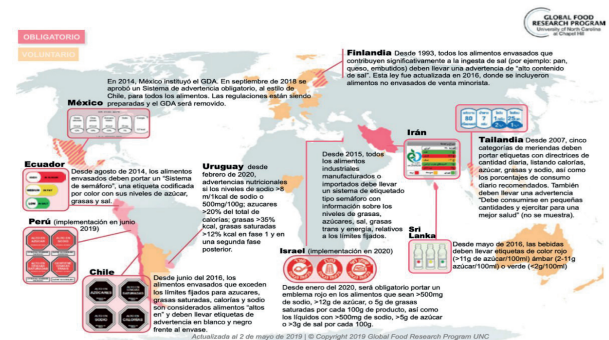 GLOBAL FOOD
RESEARCH PROGRAM
University of North Carolina
at Chapel Hill
OBLIGATORIO
VOLUNTARIO
Finlandia Desde 1993, todos los alimentos envasados que
contribuyen significativamente a la ingesta de sal (por ejemplo: pan,
queso, embutidos) deben llevar una advertencia de "alto contenido
de sal". Esta ley fue actualizada en 2016, donde se incluyeron
alimentos no envasados de venta minorista.
En 2014, México instituyó el GDA. En septiembre de 2018 se
aprobó un Sistema de advertencia obligatorio, al estilo de
Chile, para todos los alimentos. Las regulaciones están siendo
preparadas y el GDA será removido.
México
Irán
Tailandia Desde 2007, cinco
categorías de meriendas deben
portar etiquetas con directrices de
cantidad diaria, listando calorías,
azúcar, grasas y sodio, así como
los porcentajes de consumo
diario recomendados. También
deben llevar una advertencia
"Debe consumirse en pequeñas
cantidades y ejercitar para una
mejor salud" (no se muestra).
Ecuador
Desde agosto de 2014, los alimentos
envasados deben portar un "Sistema
de semáforo", una etiqueta codificada
por color con sus niveles de azúcar,
grasas y sal.
Uruguay desde
febrero de 2020,
advertencias nutricionales
si los niveles de sodio >8
m/1kcal de sodio o
500mg/100g; azucares
>20% del total de
calorías; grasas >35%
kcal, grasas saturadas
>12% kcal en fase 1 y en
una segunda fase
posterior.
Desde 2015, todos
los alimentos
industriales
manufacturados o
importados debe llevar
un sistema de etiquetado
tipo semáforo con
información sobre los
niveles de grasas,
azúcares, sal, grasas
trans y energía, relativos
a los límites fijados.
Perú (implementación en junio
2019)
Sri
Lanka
Desde mayo de 2016, las bebidas
deben llevar etiquetas de color rojo
(>11g de azúcar/100ml) ámbar (2-11g
azúcar/100ml) o verde (<2g/100ml)
Israel (implementación en 2020)
Chile
Desde junio del 2016, los
alimentos envasados que exceden
los límites fijados para azucares,
grasas saturadas, calorías y sodio
son considerados alimentos "altos
en" y deben llevar etiquetas de
advertencia en blanco y negro
frente al envase.
AZÚCARES
SODIO
CALORÍAS
Desde enero del 2020, será obligatorio portar un
emblema rojo en los alimentos que sean >500mg
de sodio, >12g de azúcar, o 5g de grasas
saturadas por cada 100g de producto, así como
los líquidos con >500mg de sodio, >5g de azúcar
o >3g de sal por cada 100g.
Actualizada al 2 de mayo de 2019 | © Copyright 2019 Global Food Research Program UNC